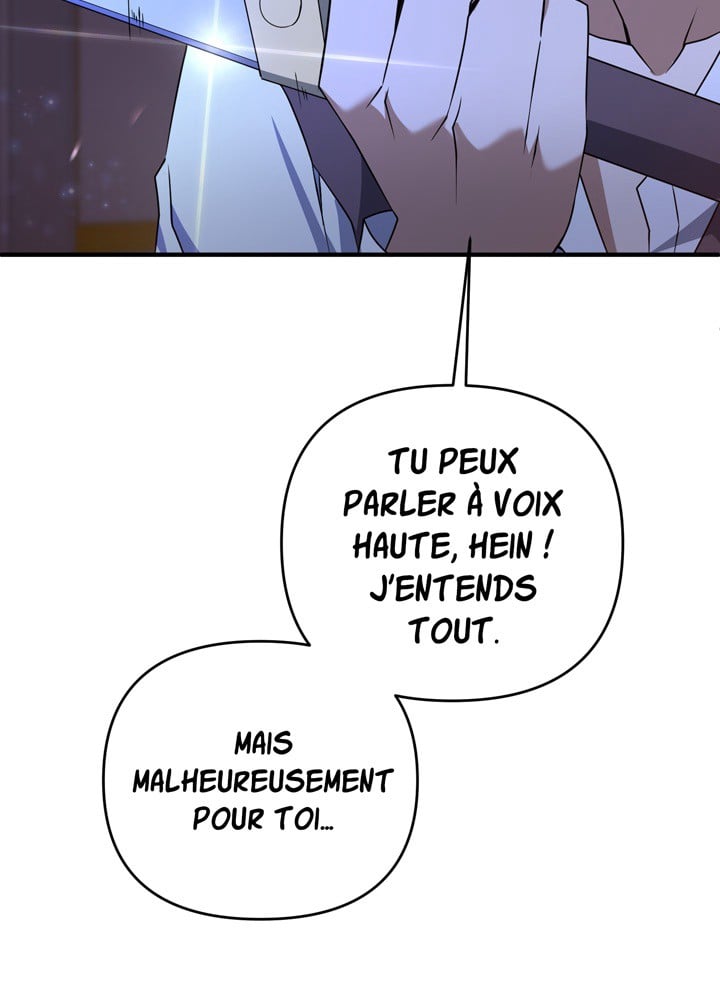 TU PEUX
PARLER À VOIX
HAUTE, HEIN !
J'ENTENDS
TOUT.
MAIS
MALHEUREUSEMENT
POUR TOI...